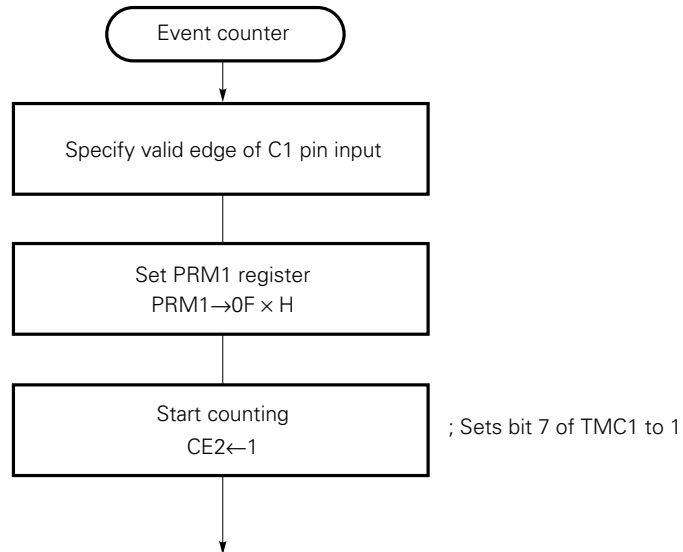 Event counter
Specify valid edge of C1 pin input
Set PRM1 register
PRM1→0F × H
Start counting
CE2←1
; Sets bit 7 of TMC1 to 1